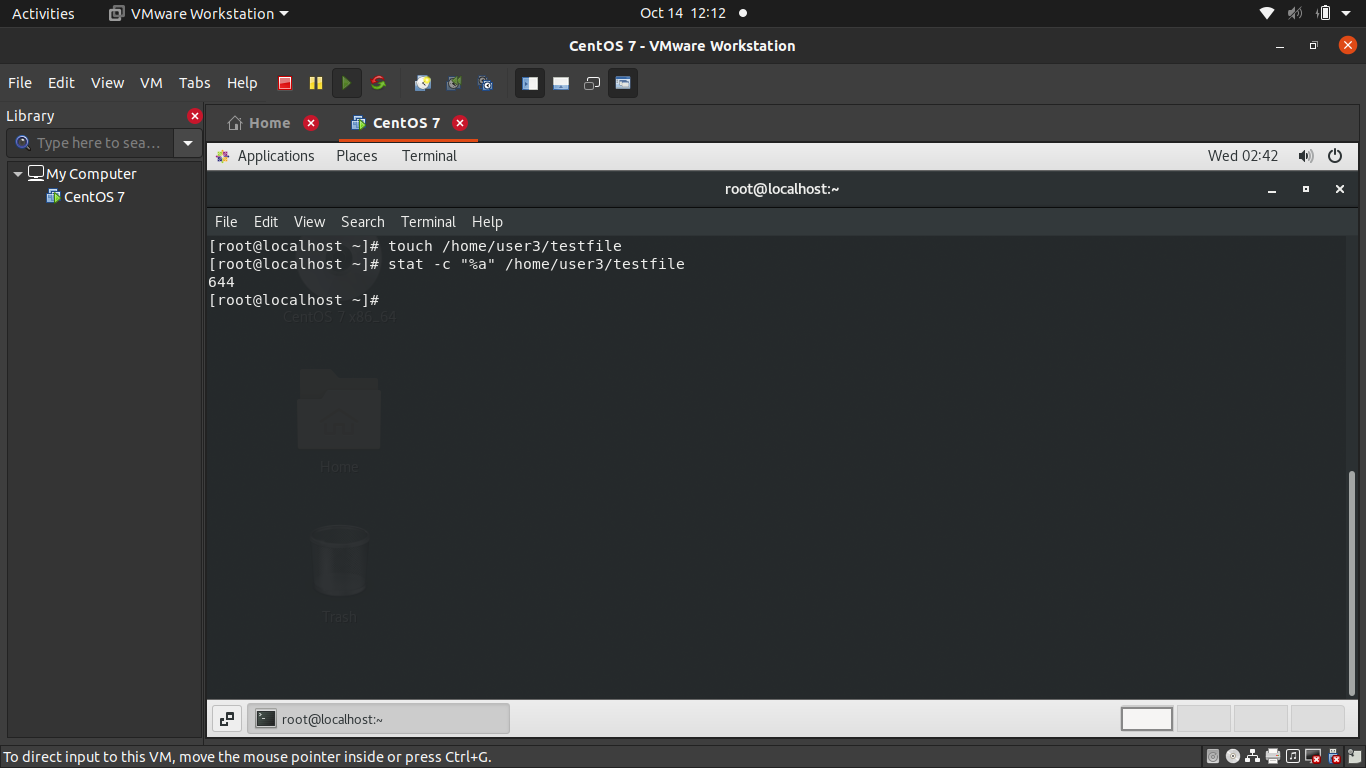 Activities VMware Workstation Oct 14 12:12
CentOS 7 - VMware Workstation
File Edit View VM Tabs Help
Library
Type here to sea…
My Computer
CentOS 7
Home CentOS 7
Applications Places Terminal Wed 02:42
root@localhost:~
File Edit View Search Terminal Help
[root@localhost ~]# touch /home/user3/testfile
[root@localhost ~]# stat -c "%a" /home/user3/testfile
644
[root@localhost ~]#
CentOS 7 x86_64
Home
Trash
root@localhost:~
To direct input to this VM, move the mouse pointer inside or press Ctrl+G.